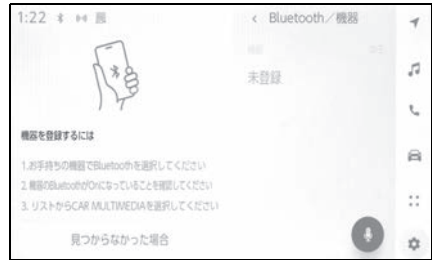 1:22
< Bluetooth／機器
未登録
機器を登録するには
1.お手持ちの機器でBluetoothを選択してください
2.機器のBluetoothがOnになっていることを確認してください
3. リストからCAR MULTIMEDIAを選択してください
見つからなかった場合